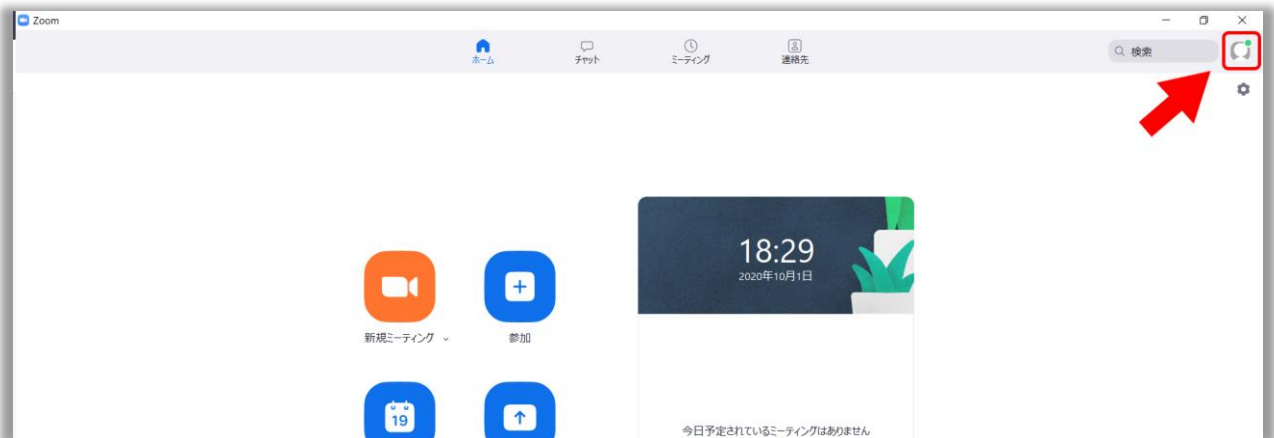 Zoom
ホーム
チャット
ミーティング
連絡先
検索
18:29
2020年10月1日
新規ミーティング
参加
19
今日予定されているミーティングはありません